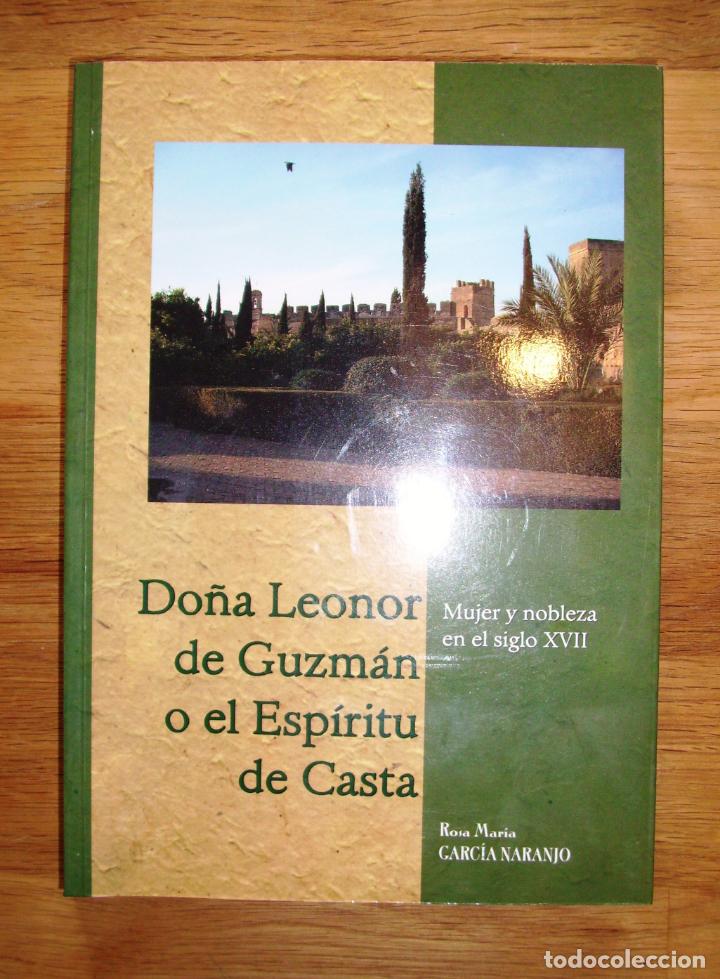 Doña Leonor
de Guzmán
o el Espíritu
de Casta
Mujer y nobleza
en el siglo XVII
Rosa María
GARCÍA NARANJO
todocoleccion